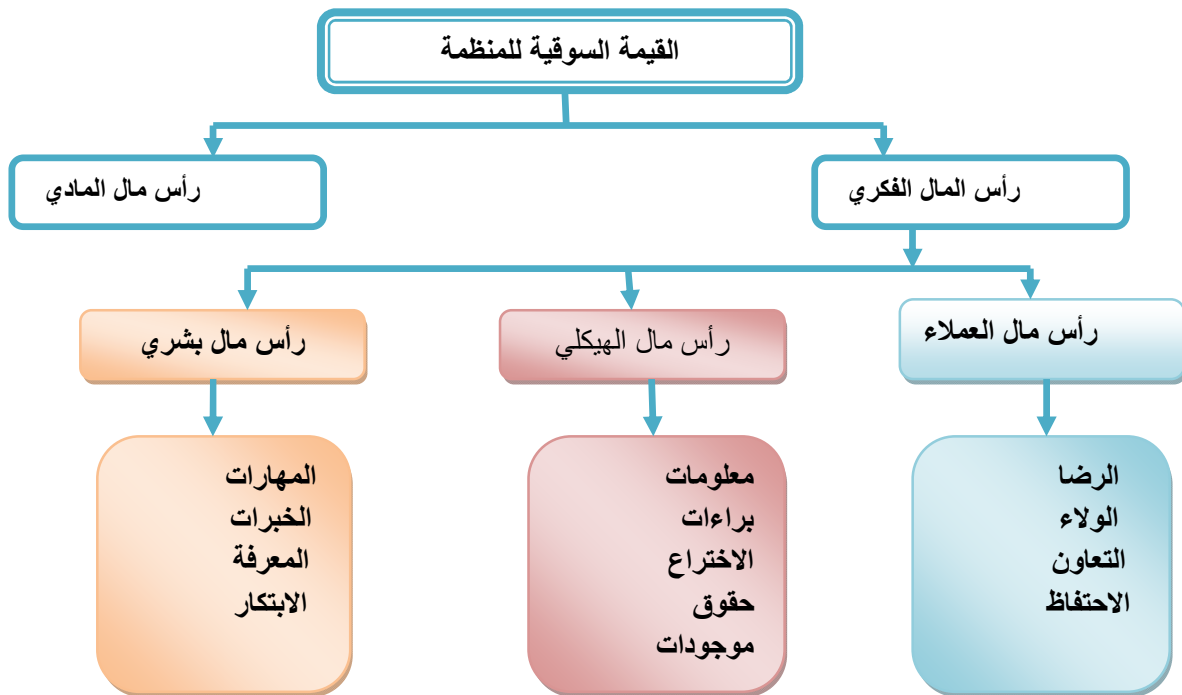 القيمة السوقية للمنظمة
رأس المال الفكري
رأس مال المادي
رأس مال العملاء
رأس مال الهيكلي
رأس مال بشري
الرضا
الولاء
التعاون
الاحتفاظ
معلومات
براءات
الاختراع
حقوق
موجودات
المهارات
الخبرات
المعرفة
الابتكار